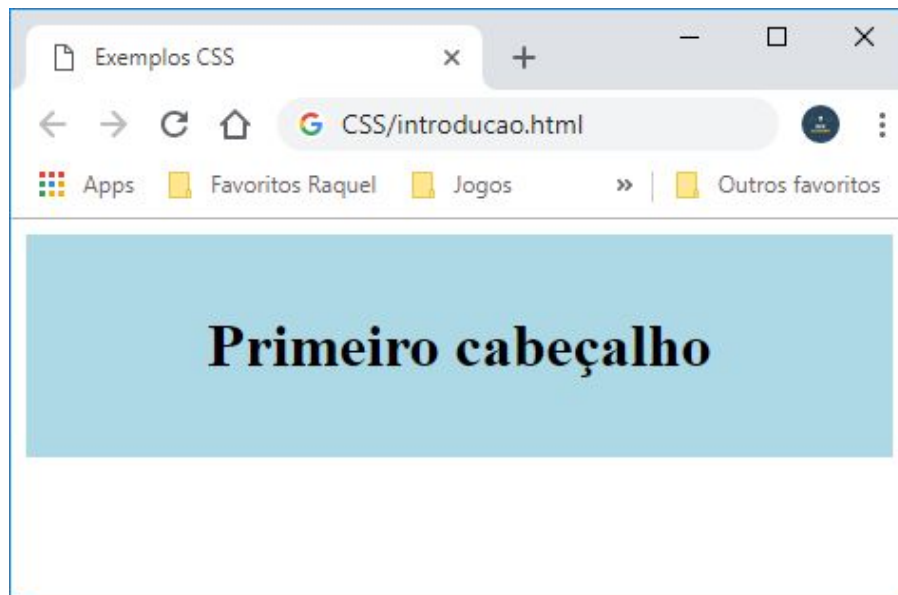 Exemplos CSS
CSS/introducao.html
Apps Favoritos Raquel Jogos » Outros favoritos
Primeiro cabeçalho